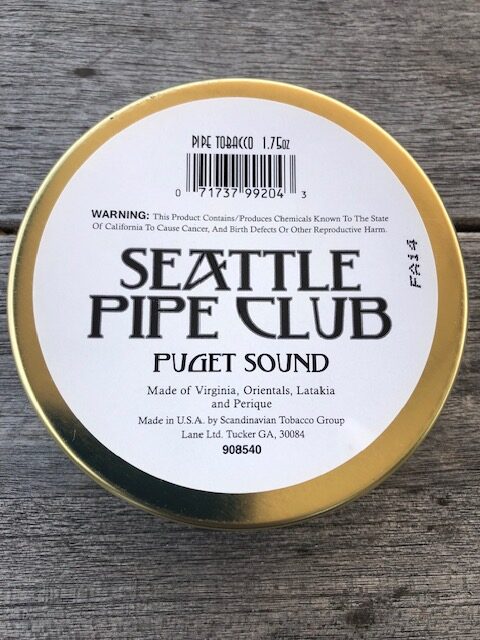 PIPE TOBACCO 1.75oz
0 71737 99204 3
WARNING: This Product Contains/Produces Chemicals Known To The State
Of California To Cause Cancer, And Birth Defects Or Other Reproductive Harm.
FA14
SEATTLE
PIPE CLUB
PUGET SOUND
Made of Virginia, Orientals, Latakia
and Perique
Made in U.S.A. by Scandinavian Tobacco Group
Lane Ltd. Tucker GA, 30084
908540